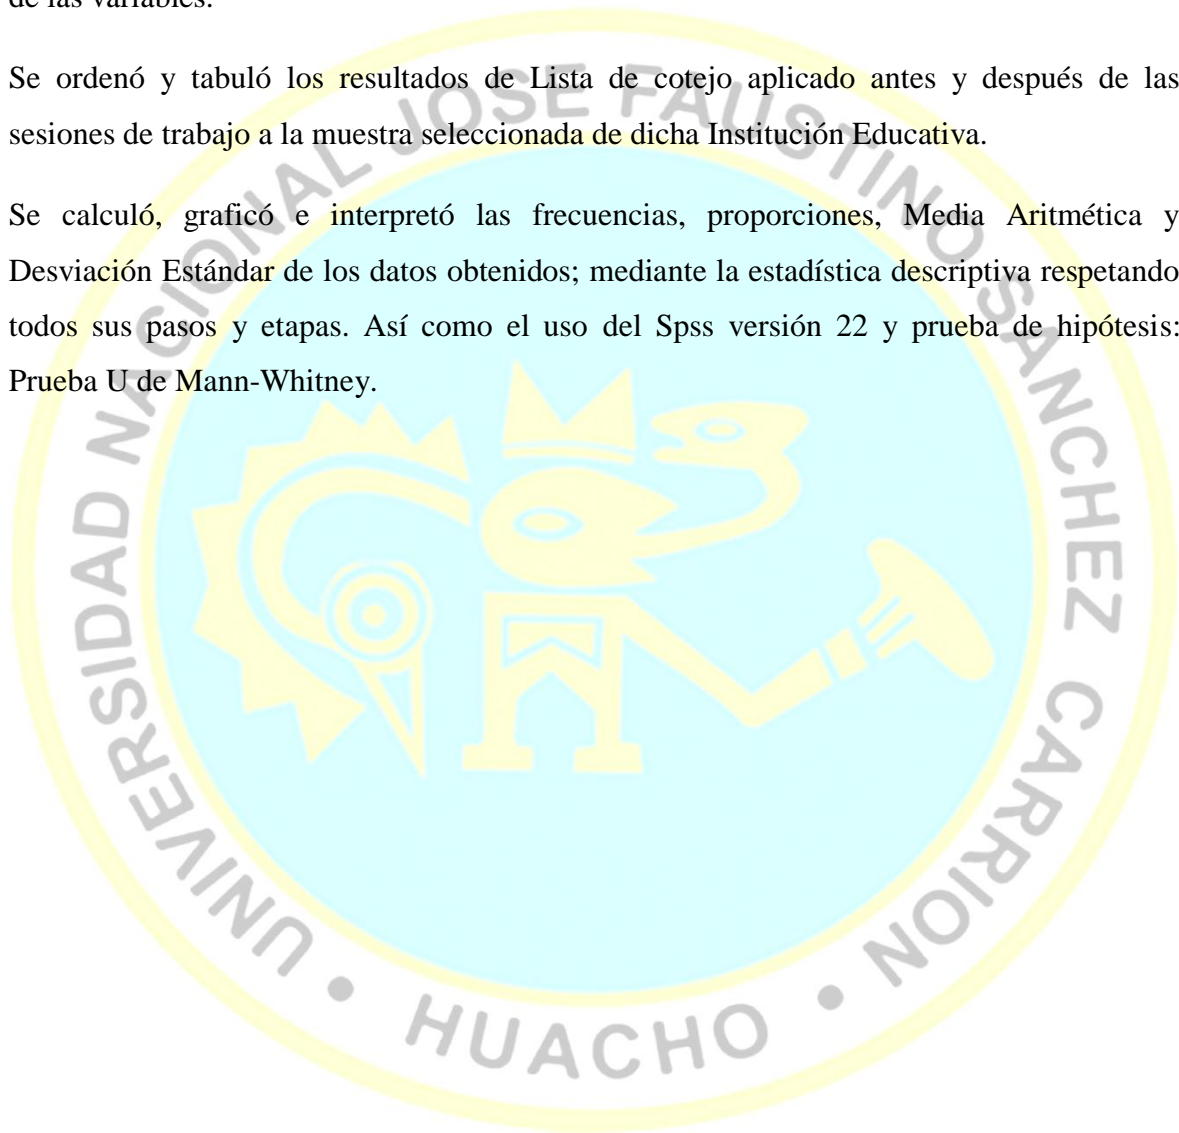 de las variables.
Se ordenó y tabuló los resultados de Lista de cotejo aplicado antes y después de las
sesiones de trabajo a la muestra seleccionada de dicha Institución Educativa.
Se calculó, graficó e interpretó las frecuencias, proporciones, Media Aritmética y
Desviación Estándar de los datos obtenidos; mediante la estadística descriptiva respetando
todos sus pasos y etapas. Así como el uso del Spss versión 22 y prueba de hipótesis:
Prueba U de Mann-Whitney.
UNIVERSIDAD NACIONAL JOSE FAUSTINO SANCHEZ CARRION
• HUACHO •